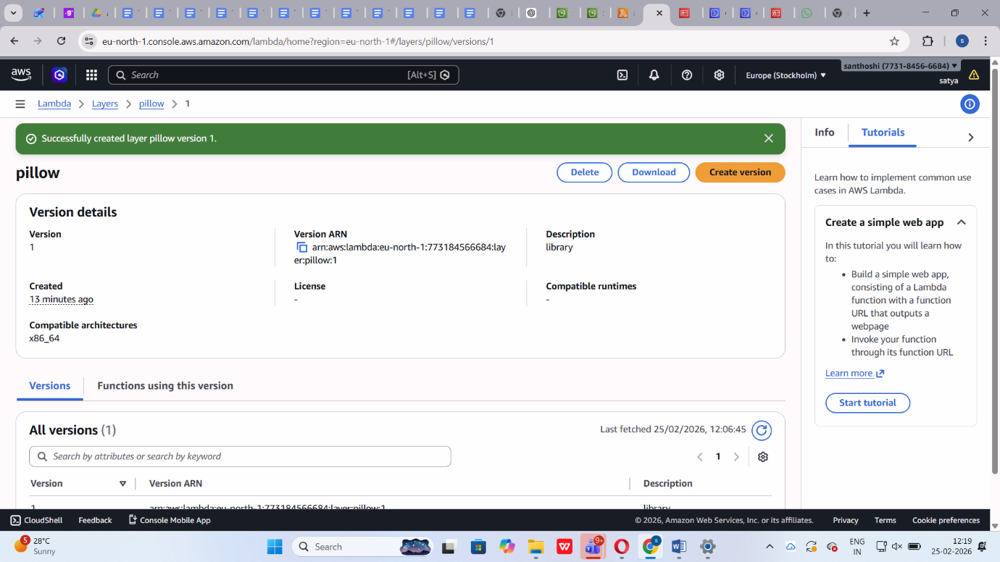 eu-north-1.console.aws.amazon.com/lambda/home?region=eu-north-1#/layers/pillow/versions/1
S
aws
Search [Alt+S]
Europe (Stockholm) ▼
santhoshi (7731-8456-6684) ▼
satya
Lambda > Layers > pillow > 1
Successfully created layer pillow version 1.
pillow
Delete
Download
Create version
Version details
Version
1
Version ARN
arn:aws:lambda:eu-north-1:773184566684:lay
er:pillow:1
Description
library
Created
13 minutes ago
License
-
Compatible runtimes
-
Compatible architectures
x86_64
Versions
Functions using this version
All versions (1)
Last fetched 25/02/2026, 12:06:45
Search by attributes or search by keyword
1
Version
Version ARN
Description
1
arn:aws:lambda:eu-north-1:773184566684:layer:pillow:1
library
Info
Tutorials
Learn how to implement common use
cases in AWS Lambda.
Create a simple web app
In this tutorial you will learn how
to:
• Build a simple web app,
consisting of a Lambda
function with a function
URL that outputs a
webpage
• Invoke your function
through its function URL
Learn more
Start tutorial
CloudShell
Feedback
Console Mobile App
© 2026, Amazon Web Services, Inc. or its affiliates.
Privacy
Terms
Cookie preferences
5
28°C
Sunny
Search
9+
ENG
IN
12:19
25-02-2026